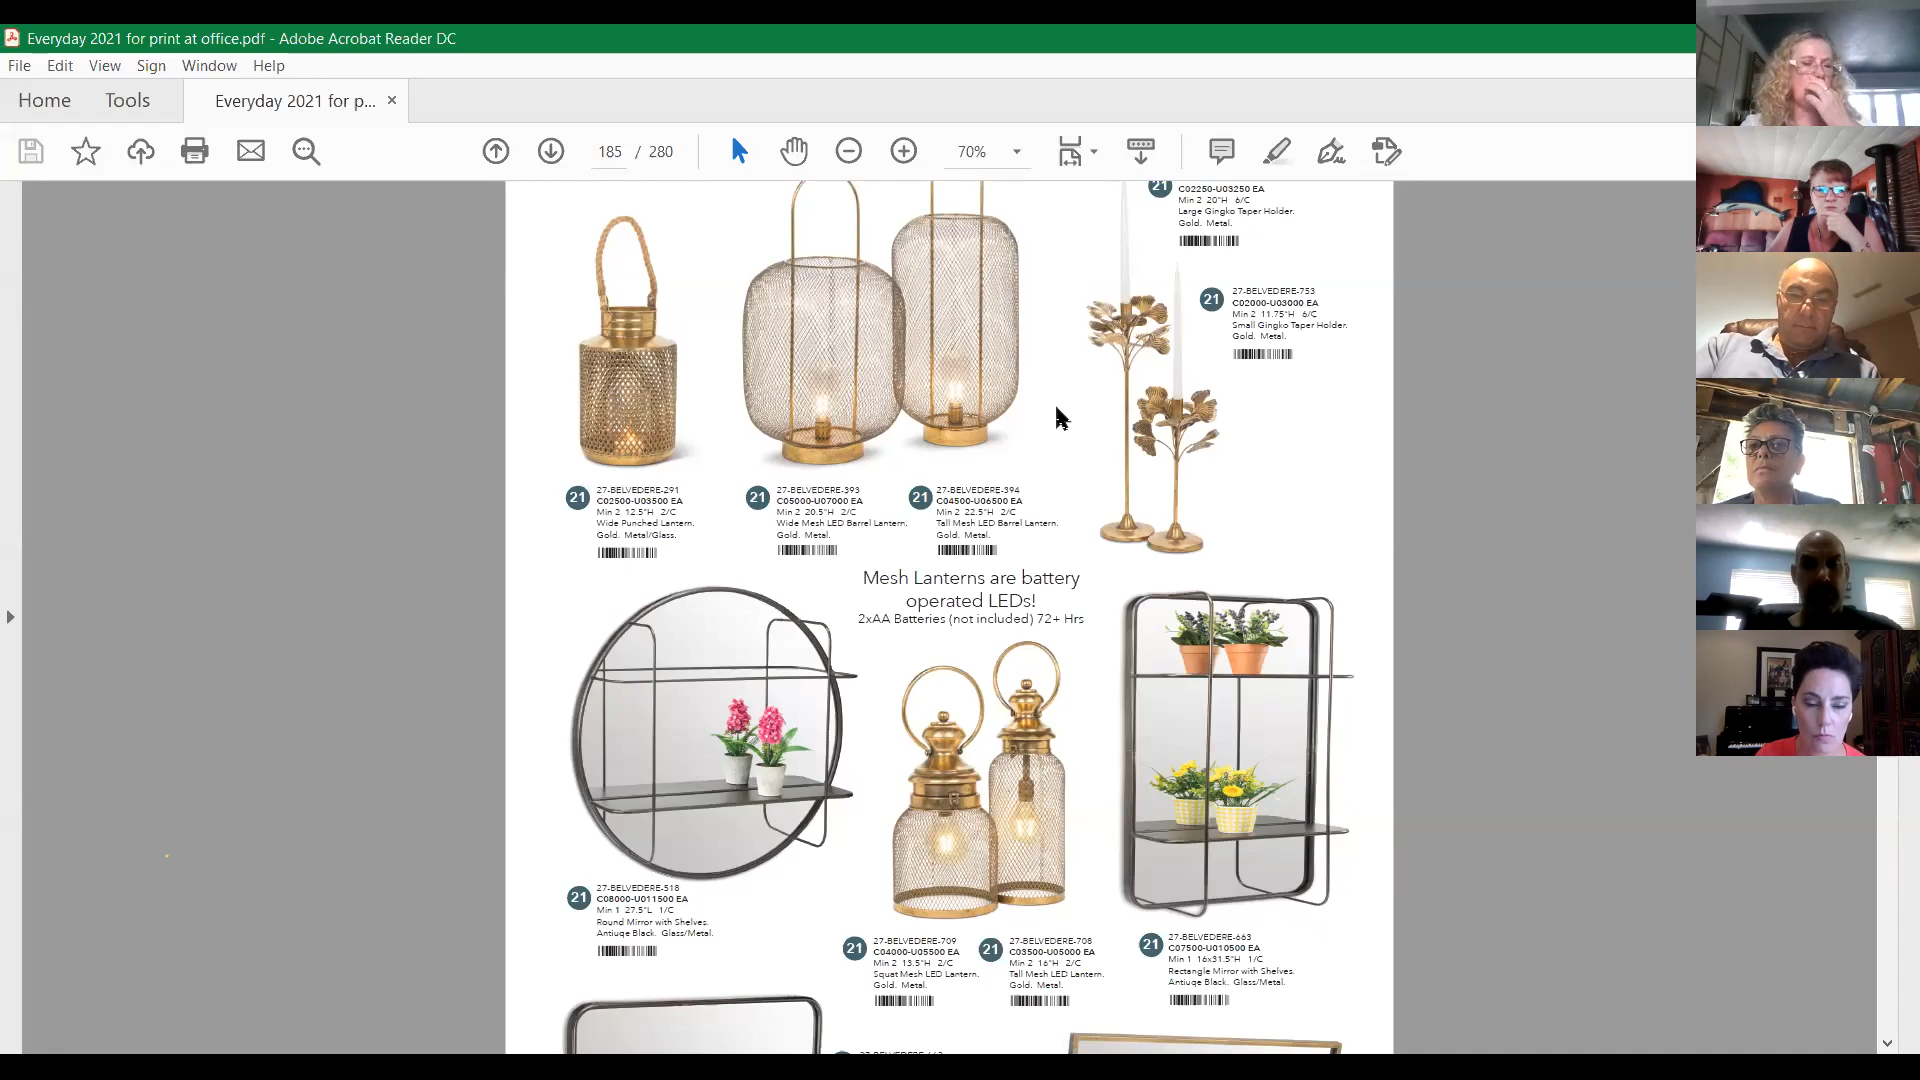 Everyday 2021 for print at office.pdf - Adobe Acrobat Reader DC
File Edit View Sign Window Help
Home Tools Everyday 2021 for p... ×
185 / 280 70%
21
C02250-U03250 EA
Min 2 20"H 6/C
Large Gingko Taper Holder.
Gold. Metal.
21
27-BELVEDERE-753
C02000-U03000 EA
Min 2 11.75"H 6/C
Small Gingko Taper Holder.
Gold. Metal.
21
27-BELVEDERE-291
C02500-U03500 EA
Min 2 12.5"H 2/C
Wide Punched Lantern.
Gold. Metal/Glass.
21
27-BELVEDERE-393
C05000-U07000 EA
Min 2 20.5"H 2/C
Wide Mesh LED Barrel Lantern.
Gold. Metal.
21
27-BELVEDERE-394
C04500-U06500 EA
Min 2 22.5"H 2/C
Tall Mesh LED Barrel Lantern.
Gold. Metal.
Mesh Lanterns are battery
operated LEDs!
2xAA Batteries (not included) 72+ Hrs
21
27-BELVEDERE-518
C08000-U011500 EA
Min 1 27.5"L 1/C
Round Mirror with Shelves.
Antiuqe Black. Glass/Metal.
21
27-BELVEDERE-709
C04000-U05500 EA
Min 2 13.5"H 2/C
Squat Mesh LED Lantern.
Gold. Metal.
21
27-BELVEDERE-708
C03500-U05000 EA
Min 2 16"H 2/C
Tall Mesh LED Lantern.
Gold. Metal.
21
27-BELVEDERE-663
C07500-U010500 EA
Min 1 16x31.5"H 1/C
Rectangle Mirror with Shelves.
Antiuqe Black. Glass/Metal.